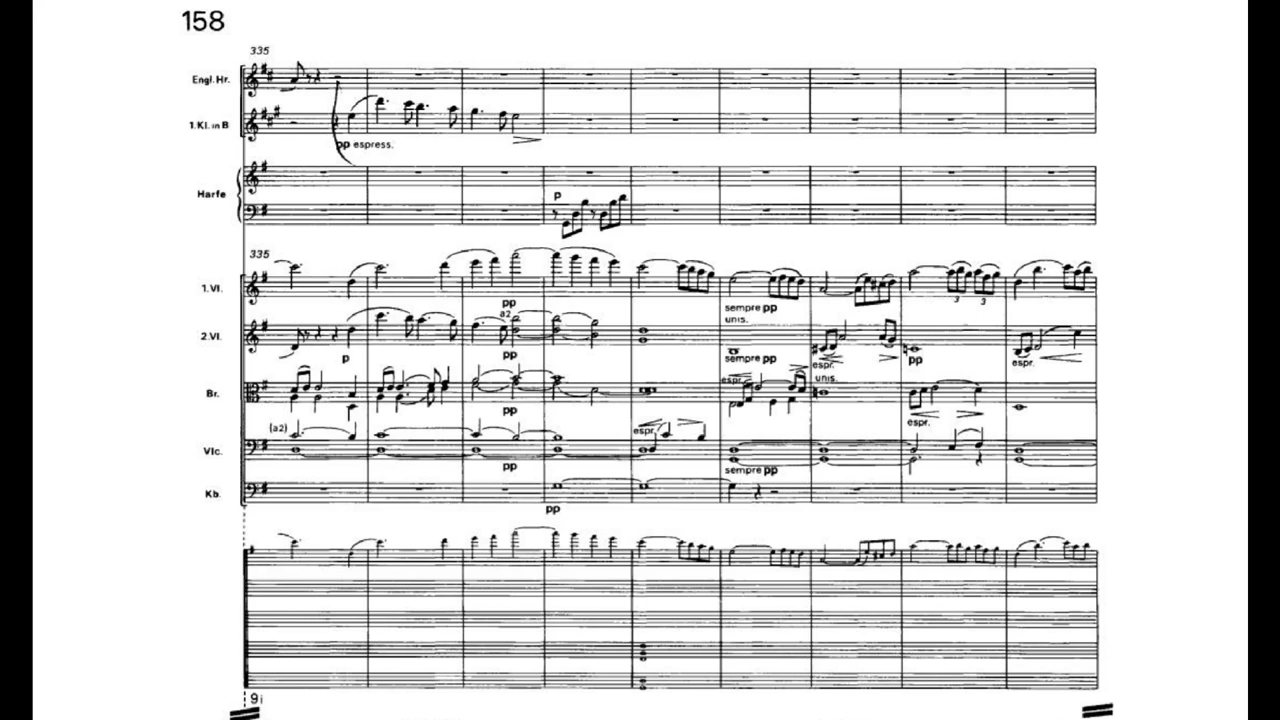 158
335
Engl. Hr.
1.Kl. in B
pp espress.
Harfe
p
335
1.Vl.
pp
3 3
sempre pp
a2
unis.
2.Vl.
p
pp
sempre pp
espr.
pp
espr.
espr.
unis.
Br.
pp
espr.
(a2)
espr.
Vlc.
pp
sempre pp
Kb.
pp
9i